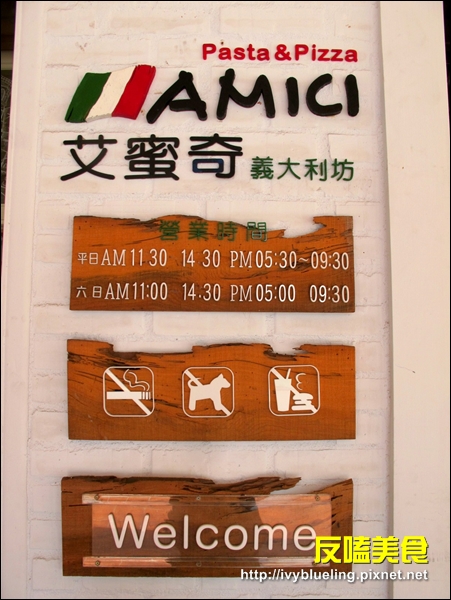 Pasta&Pizza
AMICI
艾蜜奇 義大利坊
營業時間
平日AM11 30 14 30 PM05:30~09:30
六日AM11:00 14:30 PM05:00 09:30
Welcome
反嗑美食
http://ivyblueling.pixnet.net